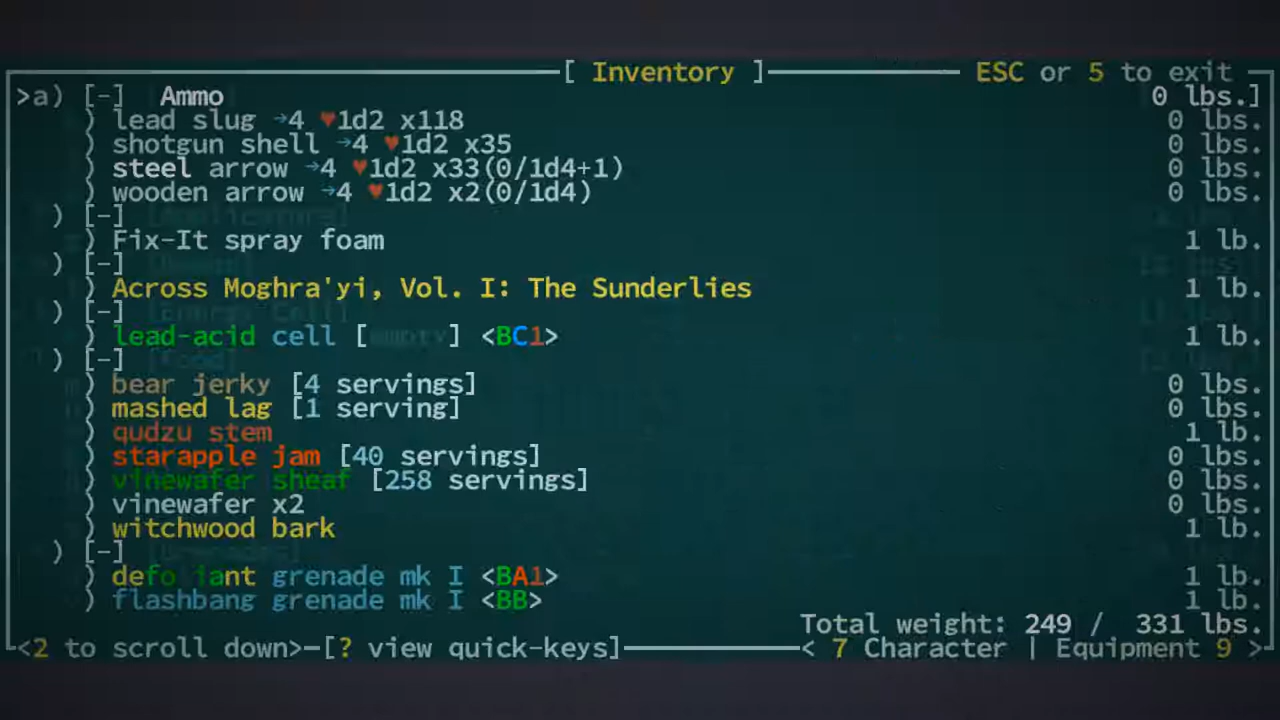 [ Inventory ] ESC or 5 to exit
>a) [-] Ammo 0 lbs.]
) lead slug →4 ♥1d2 x118 0 lbs.
) shotgun shell →4 ♥1d2 x35 0 lbs.
) steel arrow →4 ♥1d2 x33(0/1d4+1) 0 lbs.
) wooden arrow →4 ♥1d2 x2(0/1d4) 0 lbs.
) [-]
) Fix-It spray foam 1 lb.
) [-]
) Across Moghra'yi, Vol. I: The Sunderlies 1 lb.
) [-]
) lead-acid cell [empty] <BC1> 1 lb.
) [-]
) bear jerky [4 servings] 0 lbs.
) mashed lag [1 serving] 0 lbs.
) qudzu stem 1 lb.
) starapple jam [40 servings] 0 lbs.
) vinewafer sheaf [258 servings] 0 lbs.
) vinewafer x2 0 lbs.
) witchwood bark 1 lb.
) [-]
) defo iant grenade mk I <BA1> 1 lb.
) flashbang grenade mk I <BB> 1 lb.
Total weight: 249 / 331 lbs.
<2 to scroll down>-[? view quick-keys] < 7 Character | Equipment 9 >